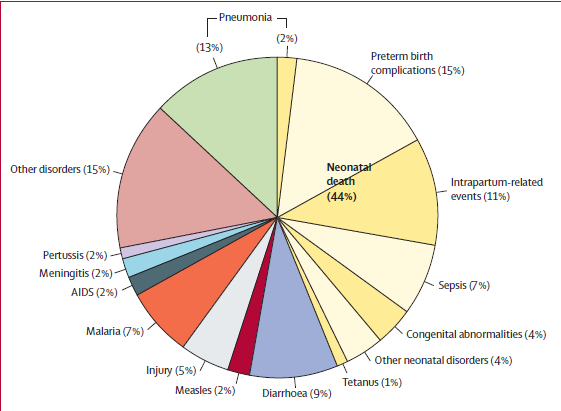 Pneumonia
(13%)
(2%)
Preterm birth
complications (15%)
Neonatal
death
(44%)
Intrapartum-related
events (11%)
Sepsis (7%)
Congenital abnormalities (4%)
Other neonatal disorders (4%)
Tetanus (1%)
Diarrhoea (9%)
Measles (2%)
Injury (5%)
Malaria (7%)
AIDS (2%)
Meningitis (2%)
Pertussis (2%)
Other disorders (15%)